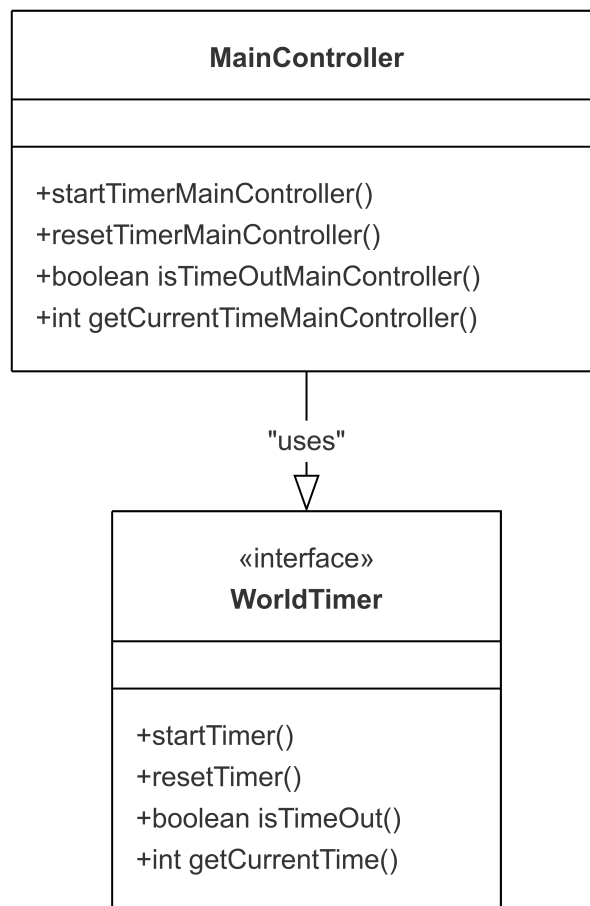 MainController
+startTimerMainController()
+resetTimerMainController()
+boolean isTimeOutMainController()
+int getCurrentTimeMainController()
"uses"
«interface»
WorldTimer
+startTimer()
+resetTimer()
+boolean isTimeOut()
+int getCurrentTime()